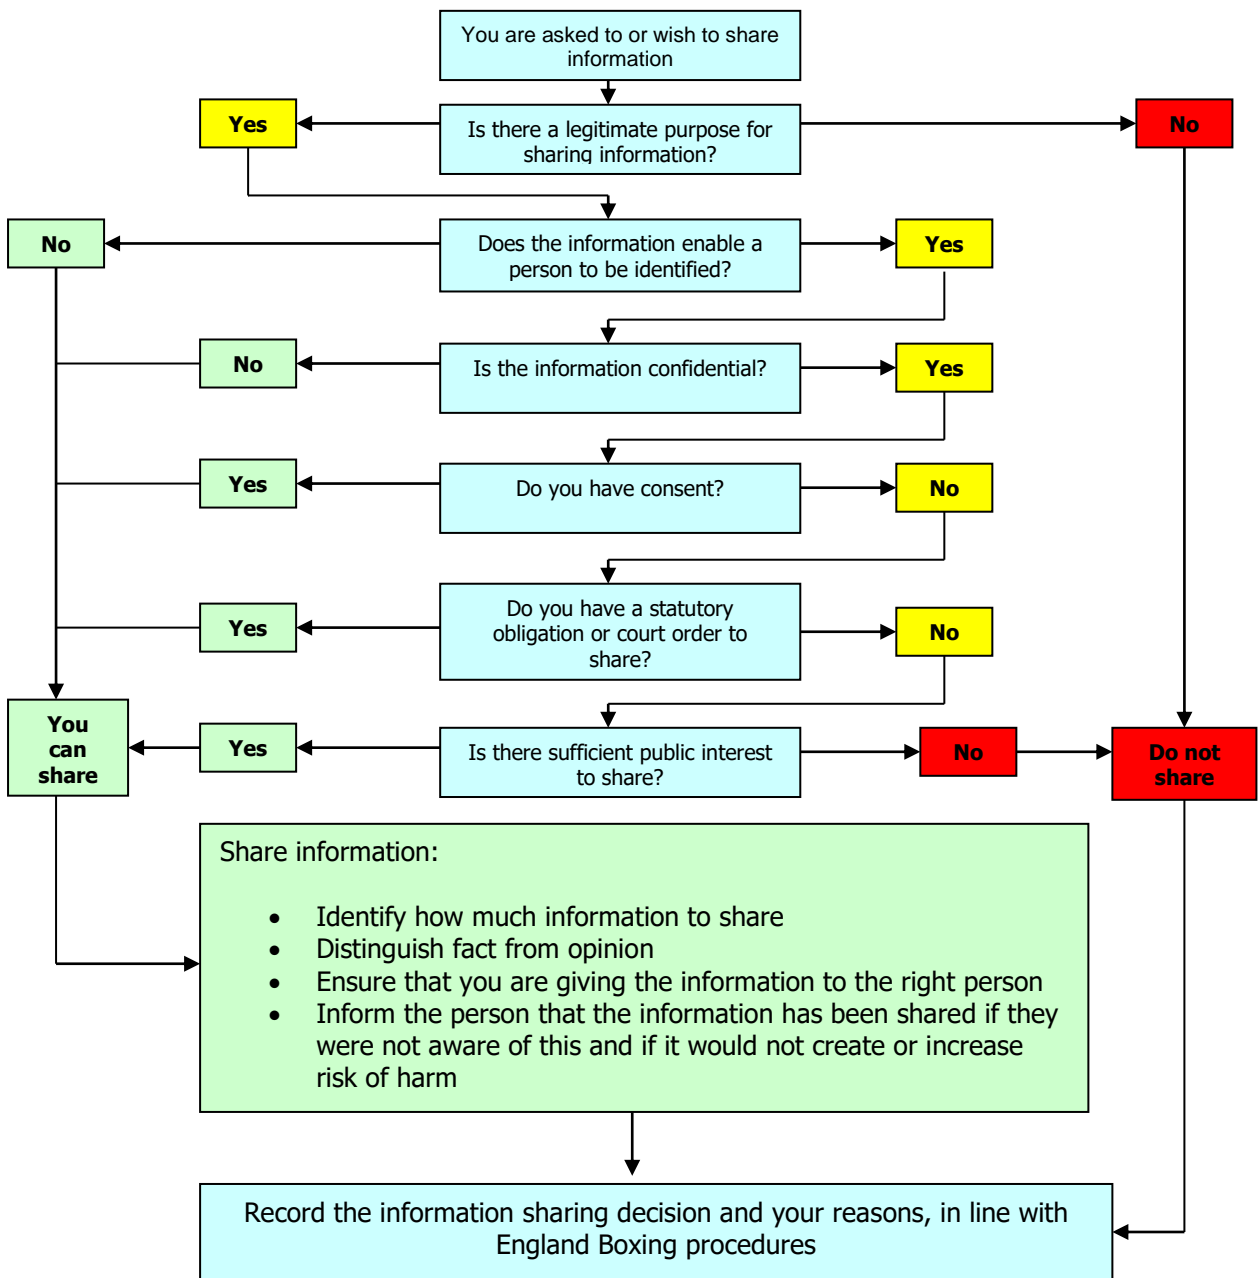 You are asked to or wish to share
information
Yes
Is there a legitimate purpose for
sharing information?
No
No
Does the information enable a
person to be identified?
Yes
No
Is the information confidential?
Yes
Yes
Do you have consent?
No
Yes
Do you have a statutory
obligation or court order to
share?
No
You
can
share
Yes
Is there sufficient public interest
to share?
No
Do not
share
Share information:
• Identify how much information to share
• Distinguish fact from opinion
• Ensure that you are giving the information to the right person
• Inform the person that the information has been shared if they
were not aware of this and if it would not create or increase
risk of harm
Record the information sharing decision and your reasons, in line with
England Boxing procedures